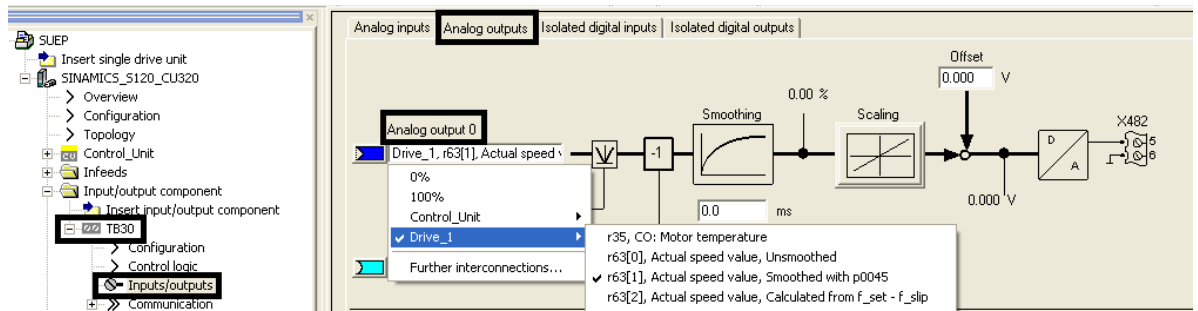 SUEP
Insert single drive unit
SINAMICS_S120_CU320
Overview
Configuration
Topology
Control_Unit
Infeeds
Input/output component
Insert input/output component
TB30
Configuration
Control logic
Inputs/outputs
Communication
Analog inputs
Analog outputs
Isolated digital inputs
Isolated digital outputs
Offset
0.000 V
0.00 %
Smoothing
Scaling
X482
Analog output 0
Drive_1, r63[1], Actual speed
-1
D
A
5
6
0%
100%
Control_Unit
Drive_1
Further interconnections...
0.0 ms
0.000 V
r35, CO: Motor temperature
r63[0], Actual speed value, Unsmoothed
r63[1], Actual speed value, Smoothed with p0045
r63[2], Actual speed value, Calculated from f_set - f_slip